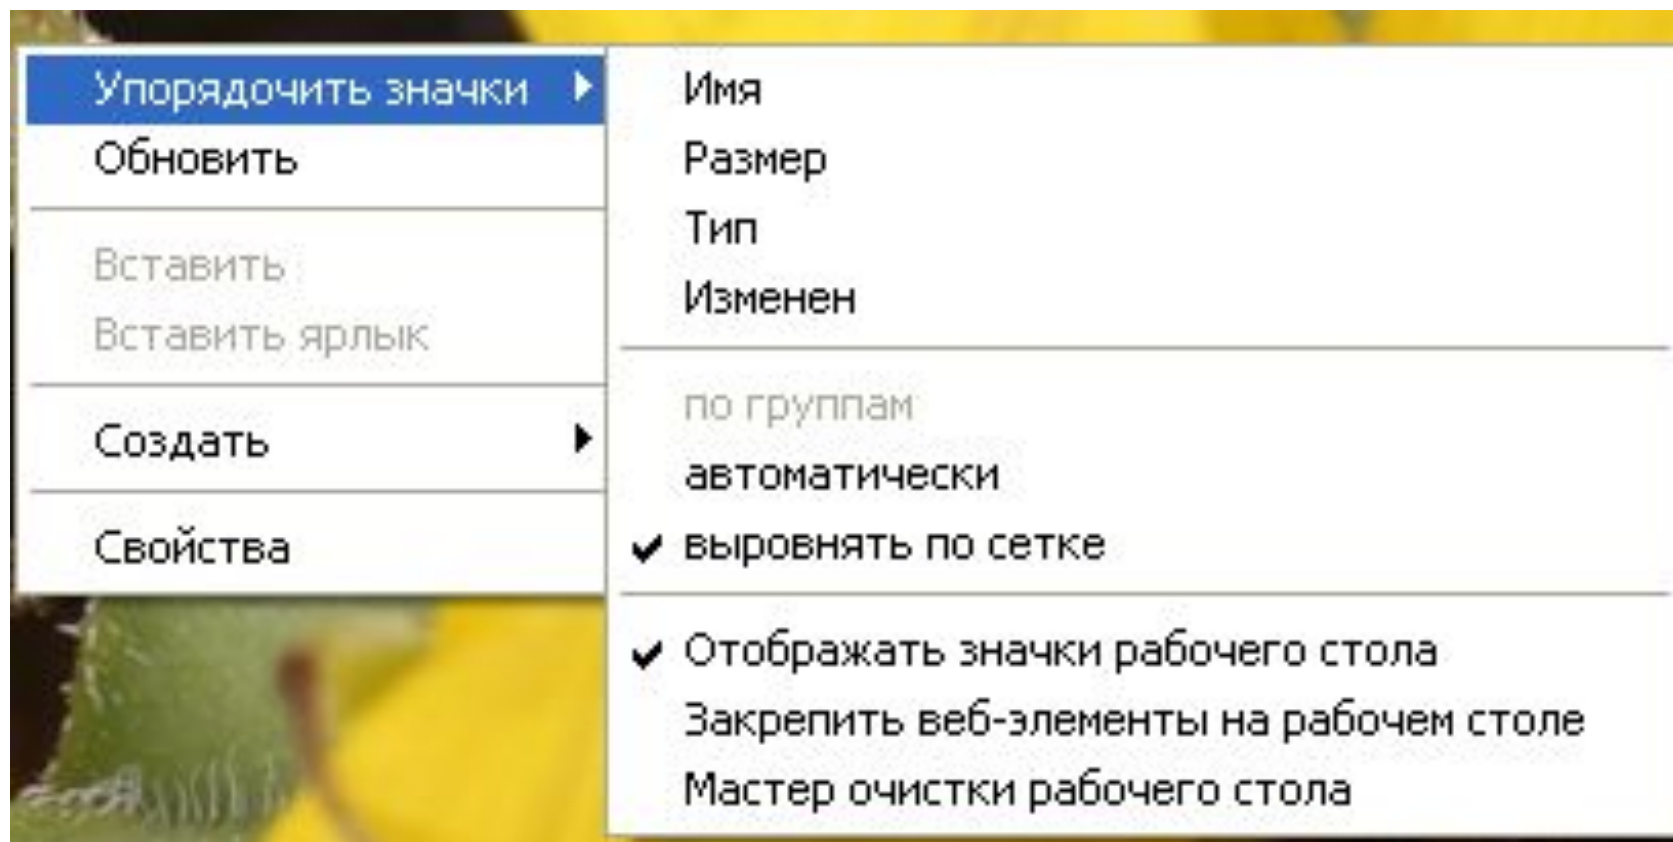 Упорядочить значки
Обновить
Вставить
Вставить ярлык
Создать
Свойства
Имя
Размер
Тип
Изменен
по группам
автоматически
выровнять по сетке
Отображать значки рабочего стола
Закрепить веб-элементы на рабочем столе
Мастер очистки рабочего стола